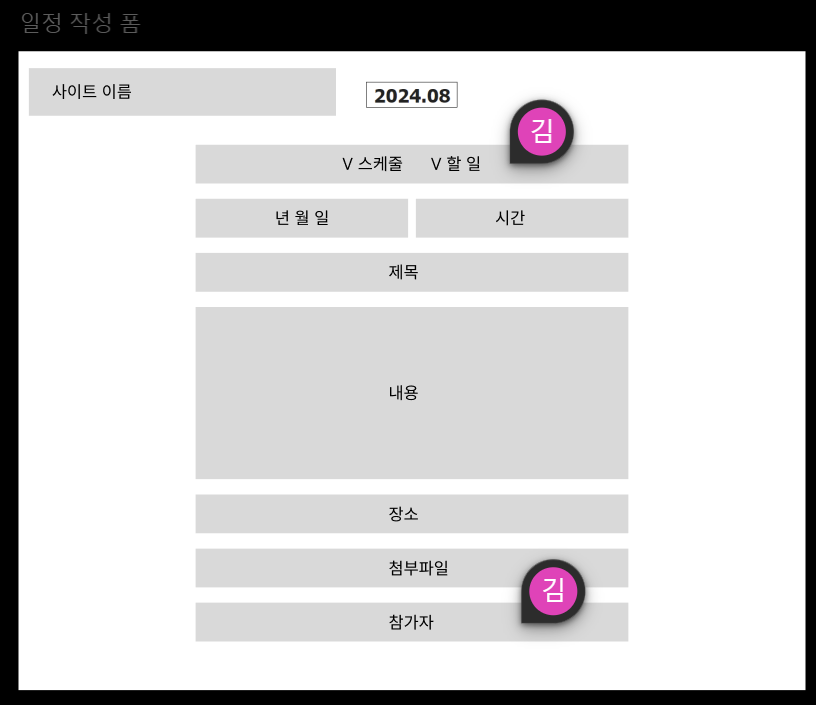 일정 작성 폼
사이트 이름
2024.08
김
V 스케줄 V 할 일
년 월 일
시간
제목
내용
장소
첨부파일
김
참가자